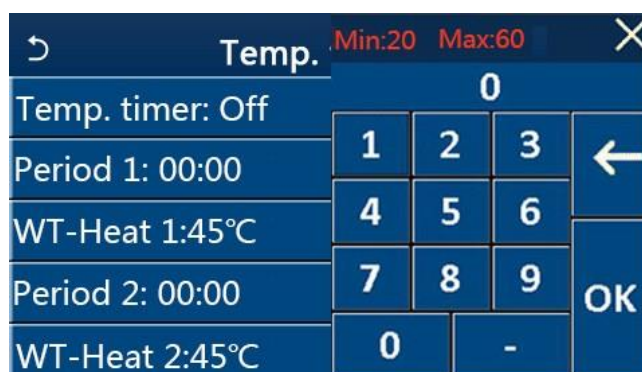 Temp.
Temp. timer: Off
Period 1: 00:00
WT-Heat 1:45℃
Period 2: 00:00
WT-Heat 2:45℃
Min:20 Max:60
0
1 2 3
4 5 6
7 8 9
OK
0 -